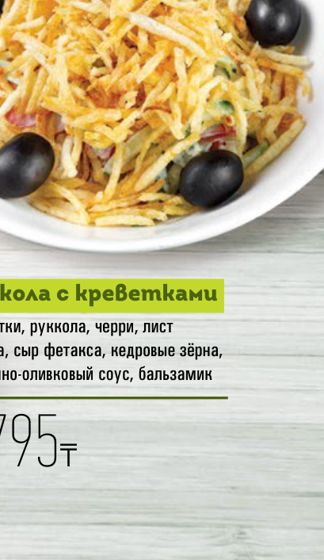 кола с креветками
тки, руккола, черри, лист
а, сыр фетакса, кедровые зёрна,
но-оливковый соус, бальзамик
795₸